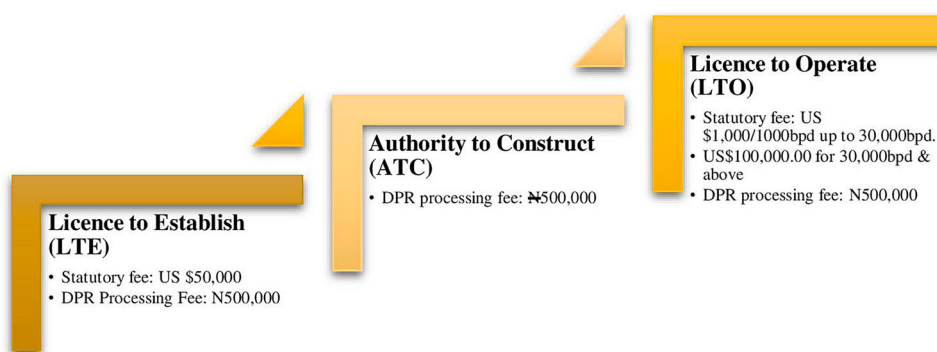 Licence to Establish
(LTE)
• Statutory fee: US $50,000
• DPR Processing Fee: N500,000
Authority to Construct
(ATC)
• DPR processing fee: ₦500,000
Licence to Operate
(LTO)
• Statutory fee: US
$1,000/1000bpd up to 30,000bpd.
• US$100,000.00 for 30,000bpd &
above
• DPR processing fee: N500,000